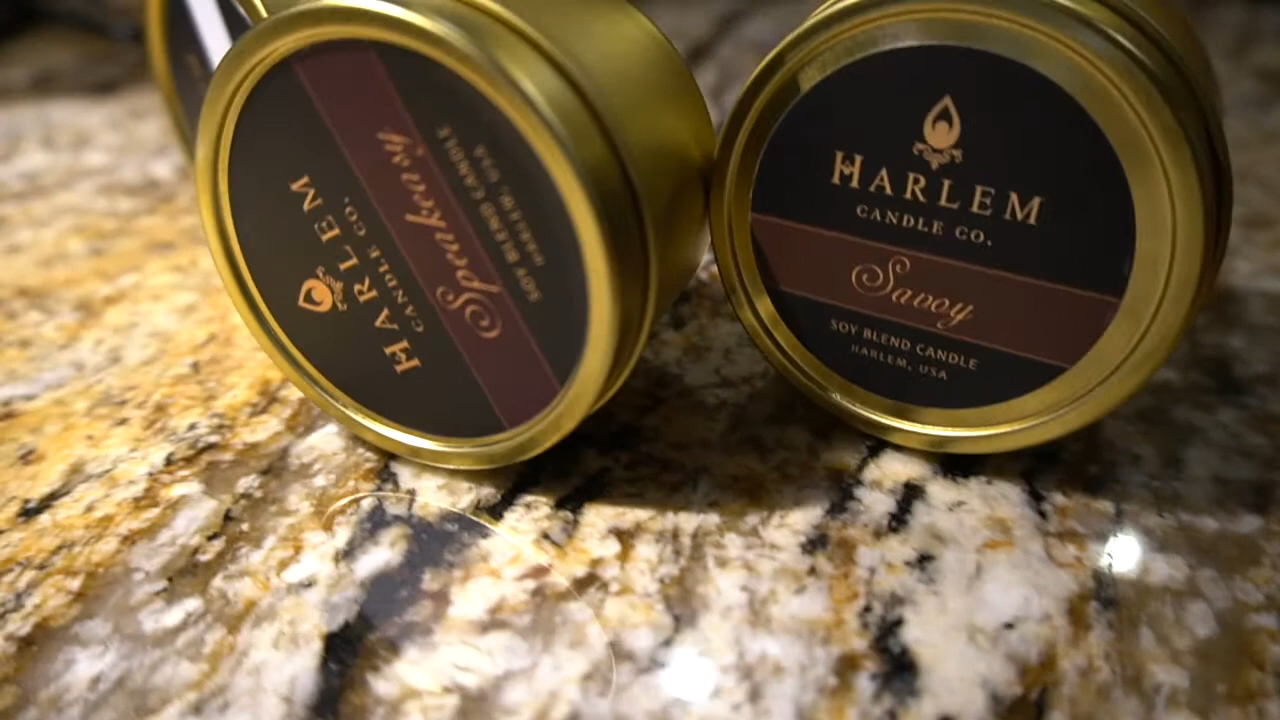 HARLEM
CANDLE CO.
Speakeasy
SOY BLEND CANDLE
HARLEM, USA
HARLEM
CANDLE CO.
Savoy
SOY BLEND CANDLE
HARLEM, USA